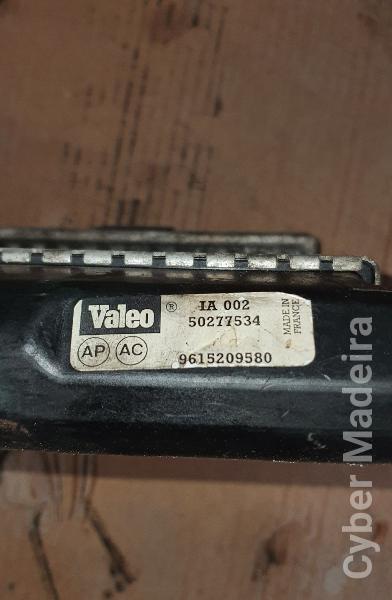 Valeo ® IA 002
50277534
AP AC 9615209580
MADE IN
FRANCE
Cyber Madeira